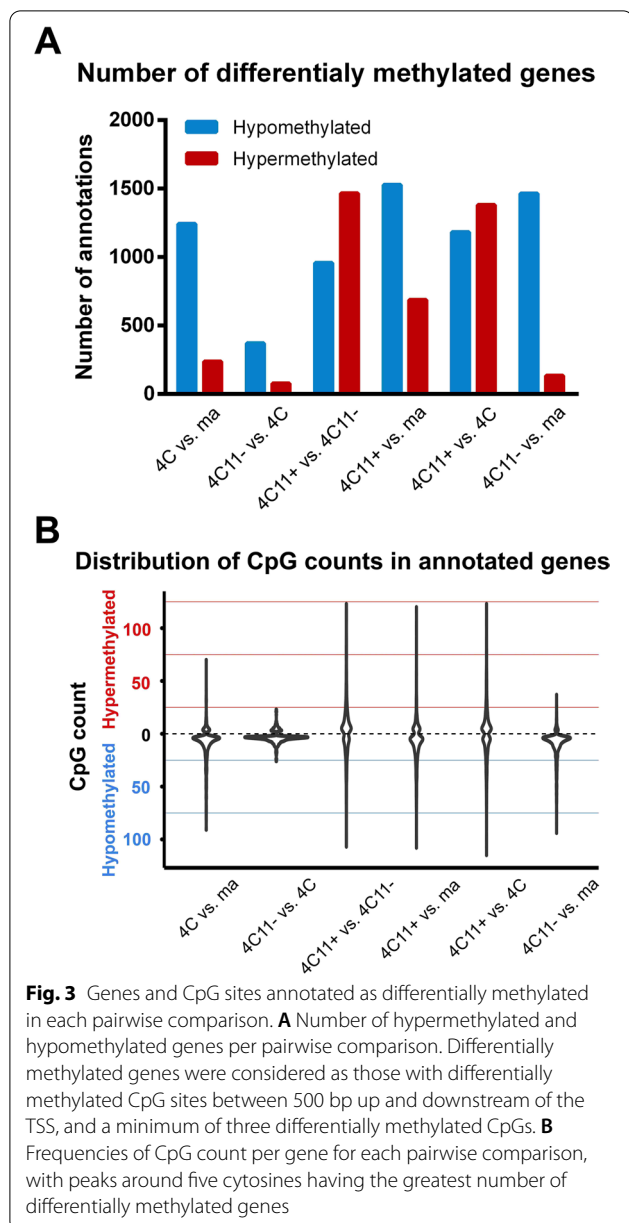 A
Number of differentialy methylated genes
Number of annotations
2000
1500
1000
500
0
Hypomethylated
Hypermethylated
4C vs. ma
4C11- vs. 4C
4C11+ vs. 4C11-
4C11+ vs. ma
4C11+ vs. 4C
4C11- vs. ma
B
Distribution of CpG counts in annotated genes
CpG count
Hypermethylated
Hypomethylated
100
50
0
50
100
4C vs. ma
4C11- vs. 4C
4C11+ vs. 4C11-
4C11+ vs. ma
4C11+ vs. 4C
4C11- vs. ma
Fig. 3 Genes and CpG sites annotated as differentially methylated
in each pairwise comparison. A Number of hypermethylated and
hypomethylated genes per pairwise comparison. Differentially
methylated genes were considered as those with differentially
methylated CpG sites between 500 bp up and downstream of the
TSS, and a minimum of three differentially methylated CpGs. B
Frequencies of CpG count per gene for each pairwise comparison,
with peaks around five cytosines having the greatest number of
differentially methylated genes